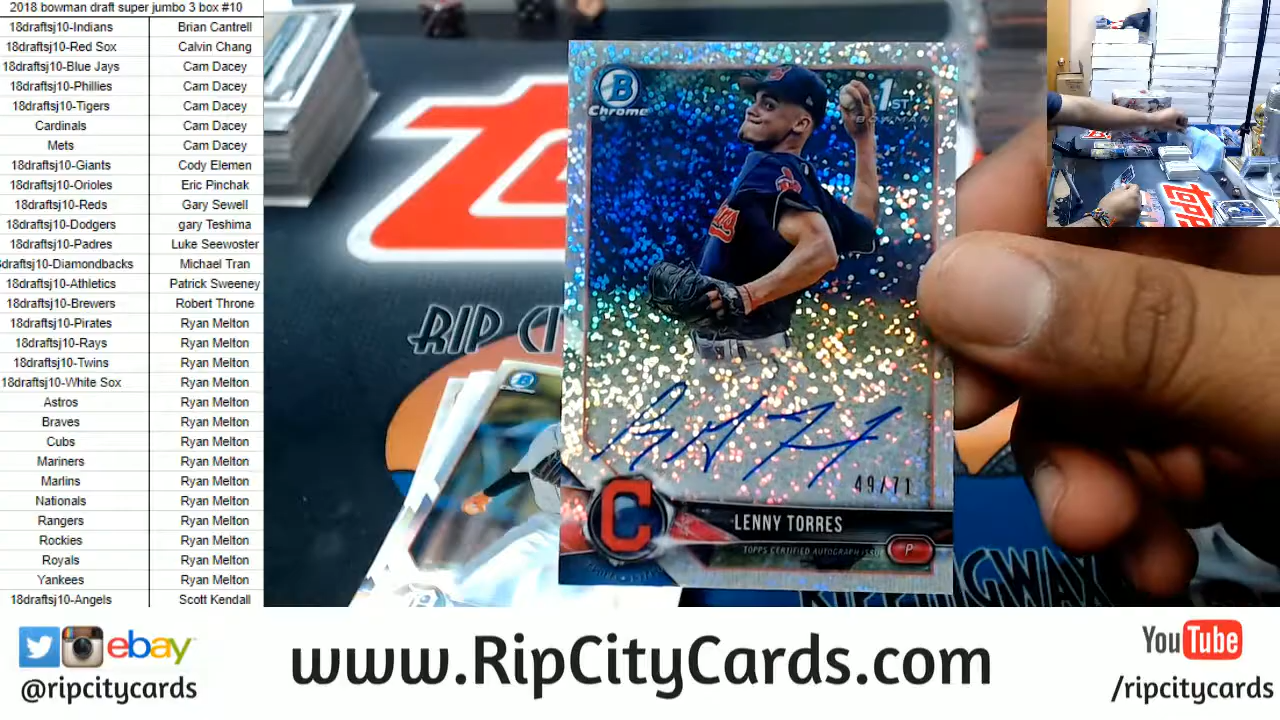 2018 bowman draft super jumbo 3 box #10
18draftsj10-Indians Brian Cantrell
18draftsj10-Red Sox Calvin Chang
18draftsj10-Blue Jays Cam Dacey
18draftsj10-Phillies Cam Dacey
18draftsj10-Tigers Cam Dacey
Cardinals Cam Dacey
Mets Cam Dacey
18draftsj10-Giants Cody Elemen
18draftsj10-Orioles Eric Pinchak
18draftsj10-Reds Gary Sewell
18draftsj10-Dodgers gary Teshima
18draftsj10-Padres Luke Seewoster
draftsj10-Diamondbacks Michael Tran
18draftsj10-Athletics Patrick Sweeney
18draftsj10-Brewers Robert Throne
18draftsj10-Pirates Ryan Melton
18draftsj10-Rays Ryan Melton
18draftsj10-Twins Ryan Melton
18draftsj10-White Sox Ryan Melton
Astros Ryan Melton
Braves Ryan Melton
Cubs Ryan Melton
Mariners Ryan Melton
Marlins Ryan Melton
Nationals Ryan Melton
Rangers Ryan Melton
Rockies Ryan Melton
Royals Ryan Melton
Yankees Ryan Melton
18draftsj10-Angels Scott Kendall
B
Chrome
1ST
BOWMAN
RIP CI
49/71
C
LENNY TORRES
TOPPS CERTIFIED AUTOGRAPH ISSUE
P
RIPPINGWAX
TOPP
ebay
@ripcitycards
www.RipCityCards.com
YouTube
/ripcitycards